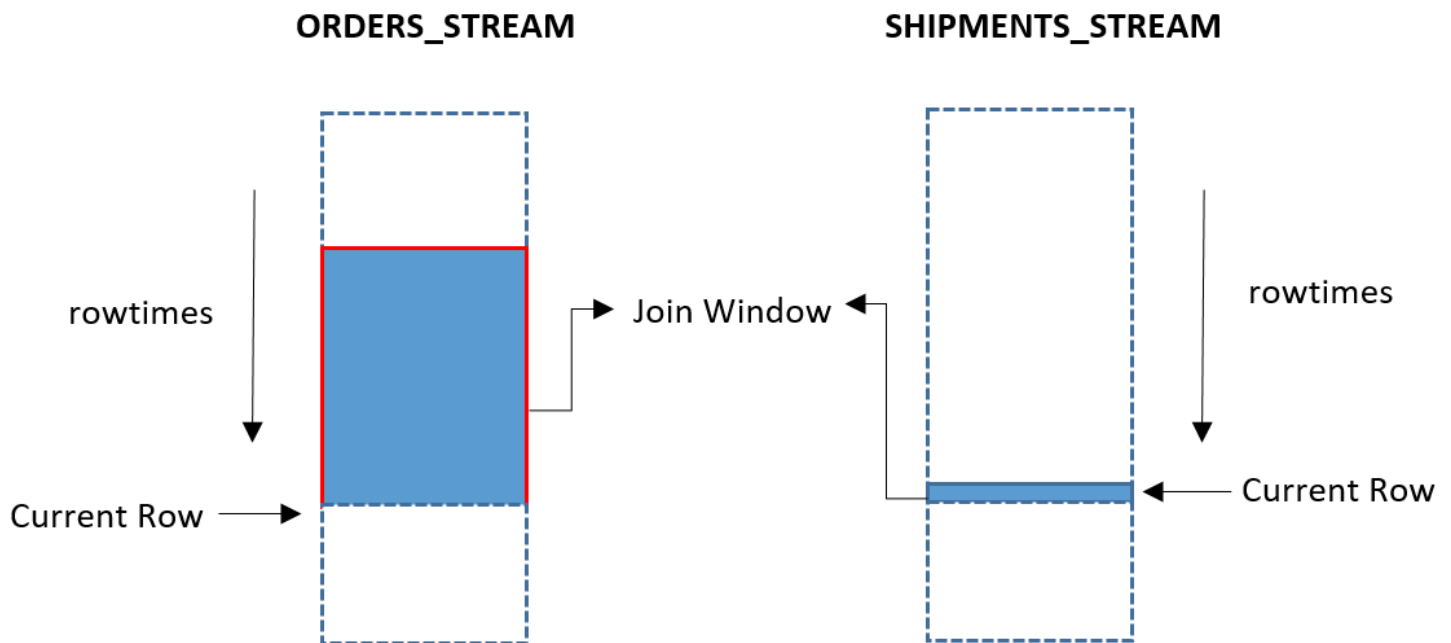 ORDERS_STREAM
SHIPMENTS_STREAM
rowtimes
Join Window
rowtimes
Current Row
Current Row